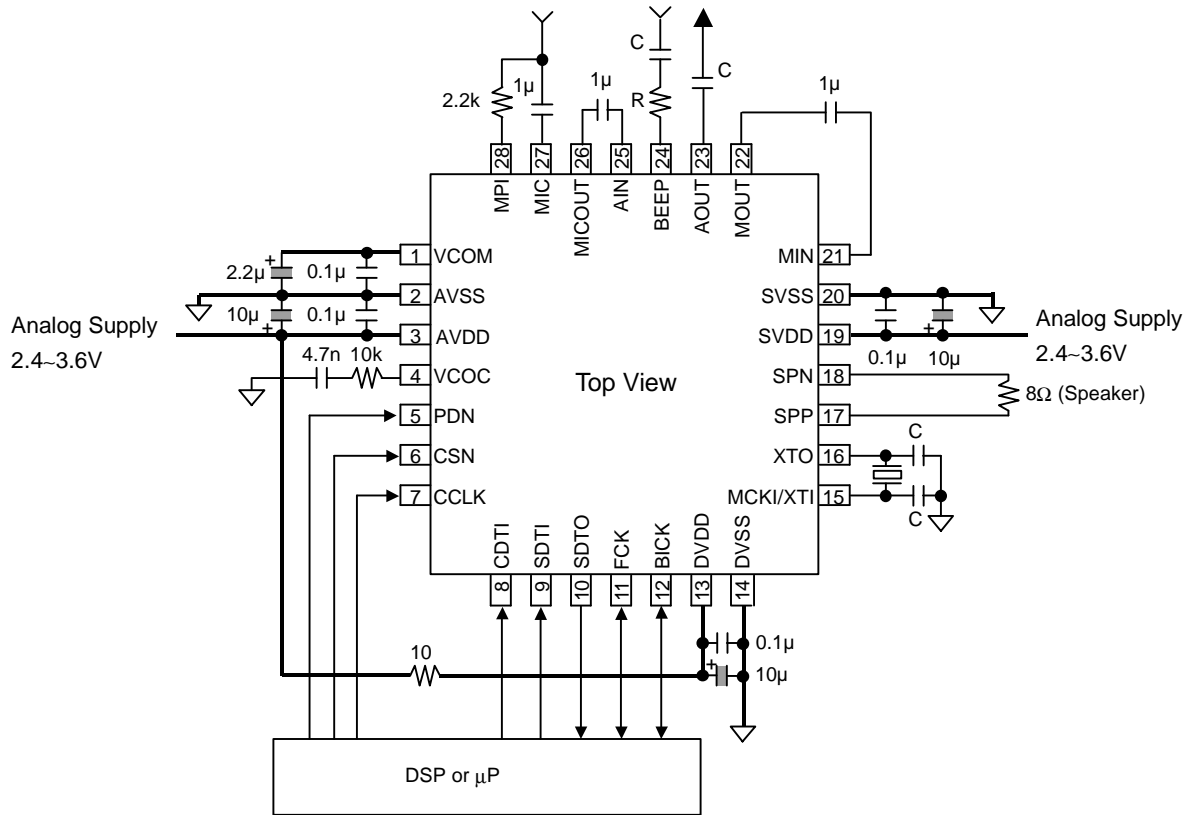 C
C
R
1µ
1µ
1µ
2.2k
28
27
26
25
24
23
22
MPI
MIC
MICOUT
AIN
BEEP
AOUT
MOUT
1
VCOM
2
AVSS
3
AVDD
4
VCOC
5
PDN
6
CSN
7
CCLK
+
2.2µ
0.1µ
10µ
+
0.1µ
Analog Supply
2.4~3.6V
4.7n
10k
Top View
MIN
21
SVSS
20
SVDD
19
SPN
18
SPP
17
XTO
16
MCKI/XTI
15
0.1µ
+
10µ
Analog Supply
2.4~3.6V
8Ω (Speaker)
C
C
CDTI
SDTI
SDTO
FCK
BICK
DVDD
DVSS
8
9
10
11
12
13
14
10
0.1µ
+
10µ
DSP or µP